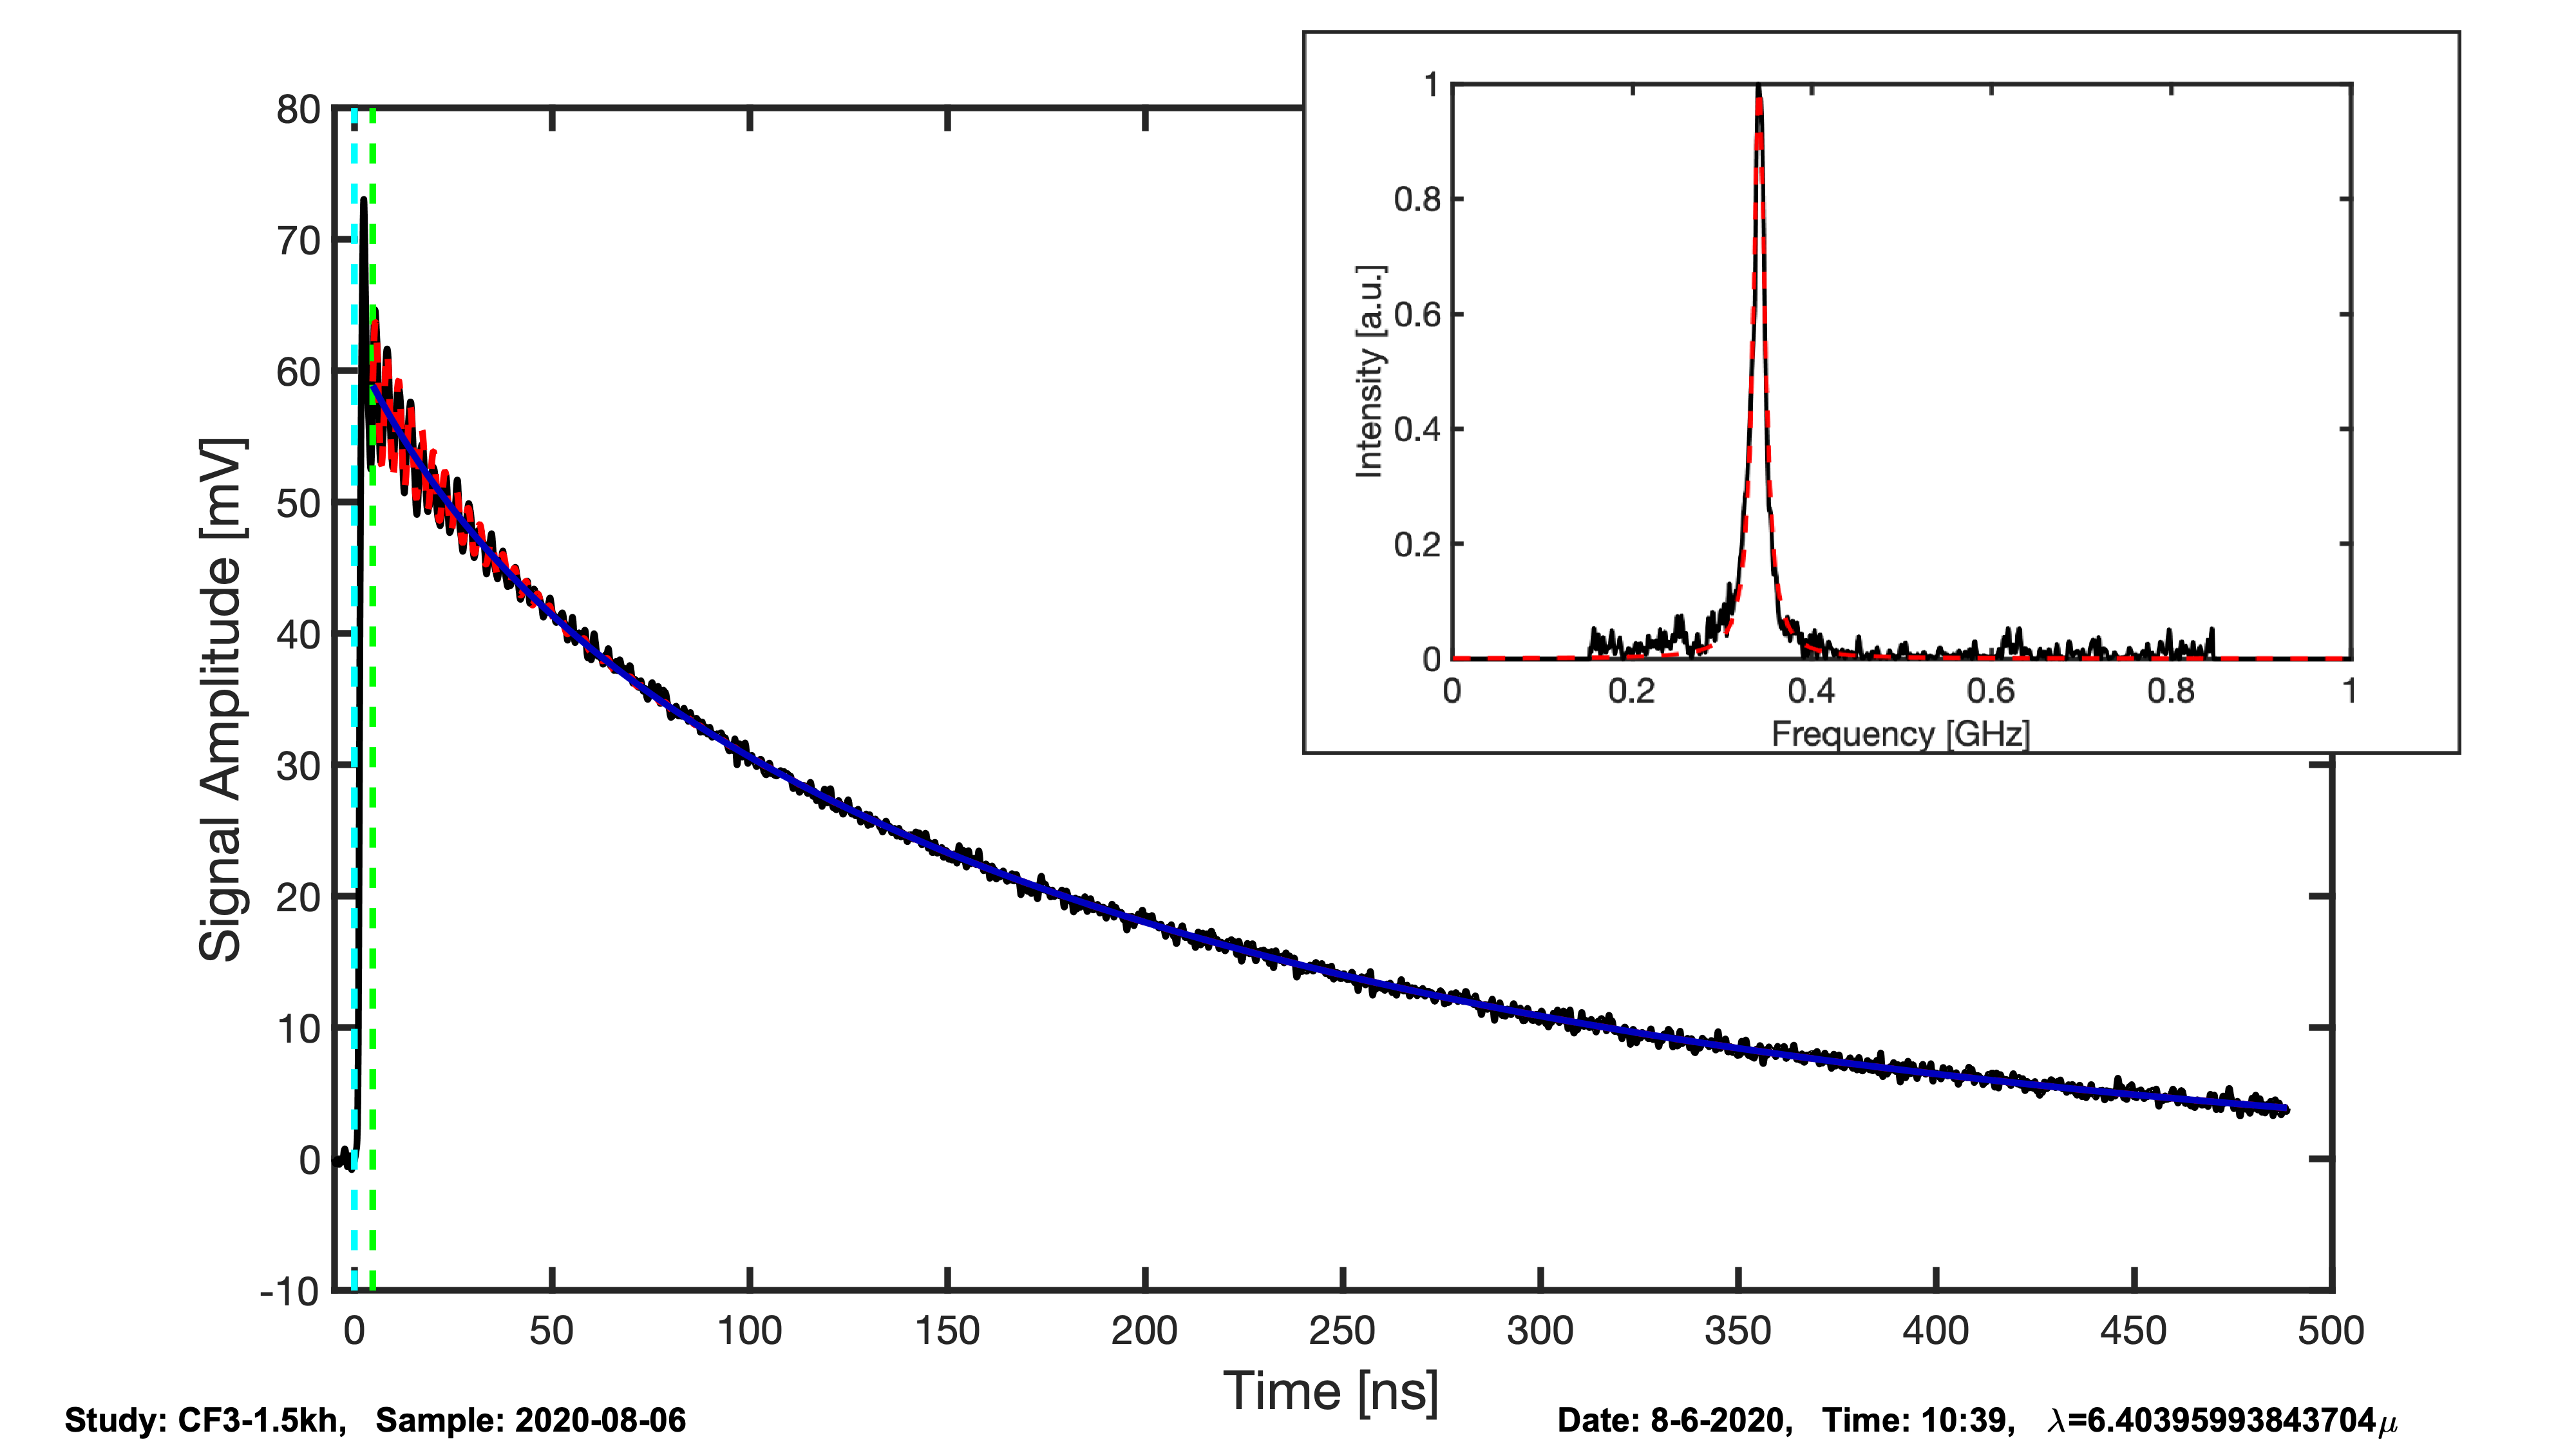 1
0.8
0.6
0.4
0.2
0
Intensity [a.u.]
0 0.2 0.4 0.6 0.8 1
Frequency [GHz]
80
70
60
50
40
30
20
10
0
-10
Signal Amplitude [mV]
0 50 100 150 200 250 300 350 400 450 500
Time [ns]
Study: CF3-1.5kh, Sample: 2020-08-06
Date: 8-6-2020, Time: 10:39, λ=6.40395993843704μ